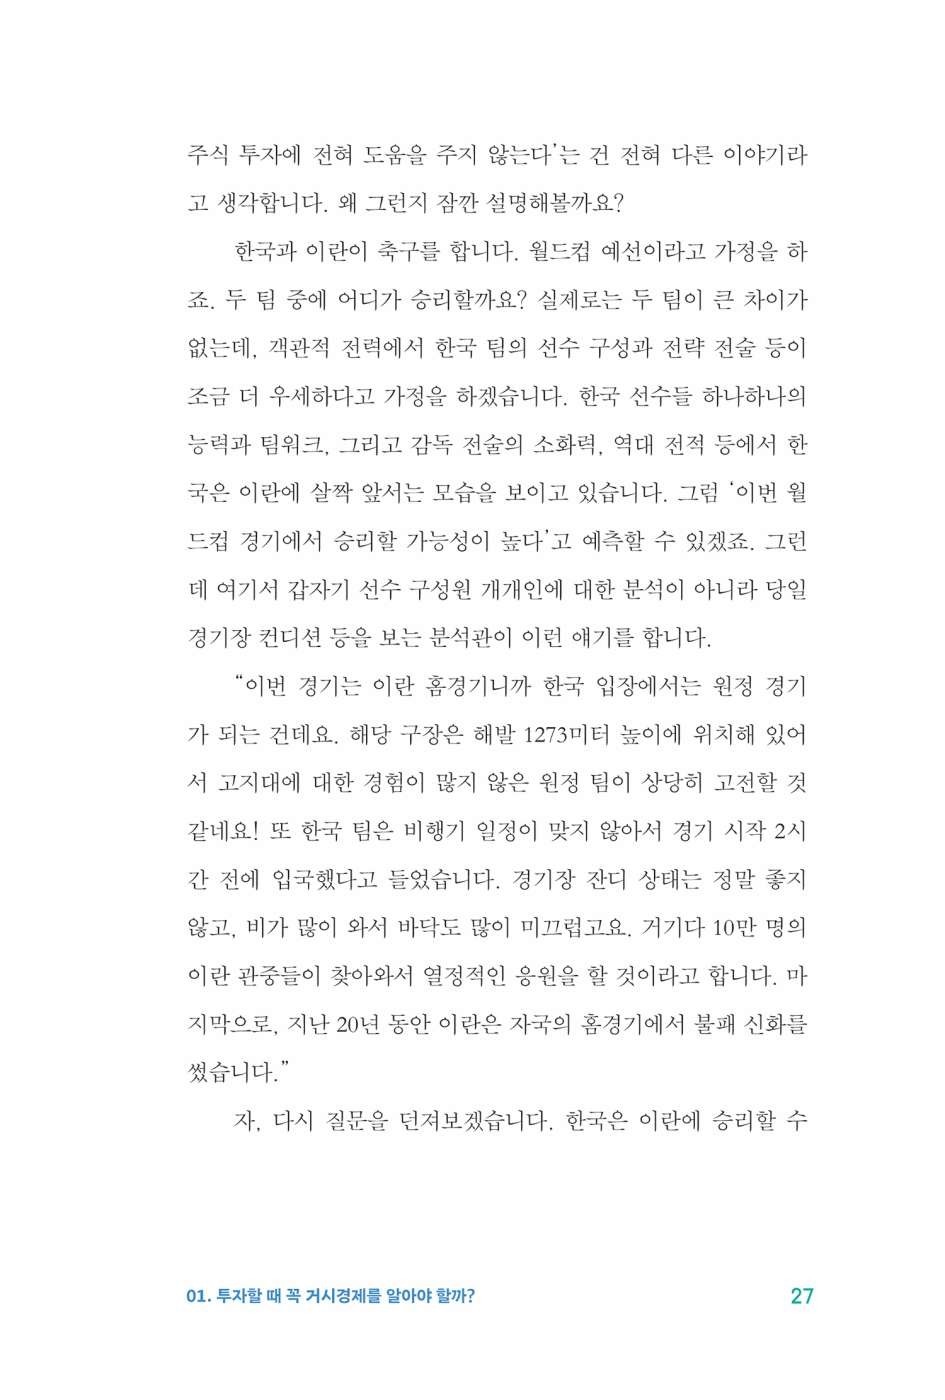 주식 투자에 전혀 도움을 주지 않는다’는 건 전혀 다른 이야기라
고 생각합니다. 왜 그런지 잠깐 설명해볼까요?
한국과 이란이 축구를 합니다. 월드컵 예선이라고 가정을 하
죠. 두 팀 중에 어디가 승리할까요? 실제로는 두 팀이 큰 차이가
없는데, 객관적 전력에서 한국 팀의 선수 구성과 전략 전술 등이
조금 더 우세하다고 가정을 하겠습니다. 한국 선수들 하나하나의
능력과 팀워크, 그리고 감독 전술의 소화력, 역대 전적 등에서 한
국은 이란에 살짝 앞서는 모습을 보이고 있습니다. 그럼 ‘이번 월
드컵 경기에서 승리할 가능성이 높다’고 예측할 수 있겠죠. 그런
데 여기서 갑자기 선수 구성원 개개인에 대한 분석이 아니라 당일
경기장 컨디션 등을 보는 분석관이 이런 얘기를 합니다.
“이번 경기는 이란 홈경기니까 한국 입장에서는 원정 경기
가 되는 건데요. 해당 구장은 해발 1273미터 높이에 위치해 있어
서 고지대에 대한 경험이 많지 않은 원정 팀이 상당히 고전할 것
같네요! 또 한국 팀은 비행기 일정이 맞지 않아서 경기 시작 2시
간 전에 입국했다고 들었습니다. 경기장 잔디 상태는 정말 좋지
않고, 비가 많이 와서 바닥도 많이 미끄럽고요. 거기다 10만 명의
이란 관중들이 찾아와서 열정적인 응원을 할 것이라고 합니다. 마
지막으로, 지난 20년 동안 이란은 자국의 홈경기에서 불패 신화를
썼습니다.”
자, 다시 질문을 던져보겠습니다. 한국은 이란에 승리할 수
01. 투자할 때 꼭 거시경제를 알아야 할까? 27